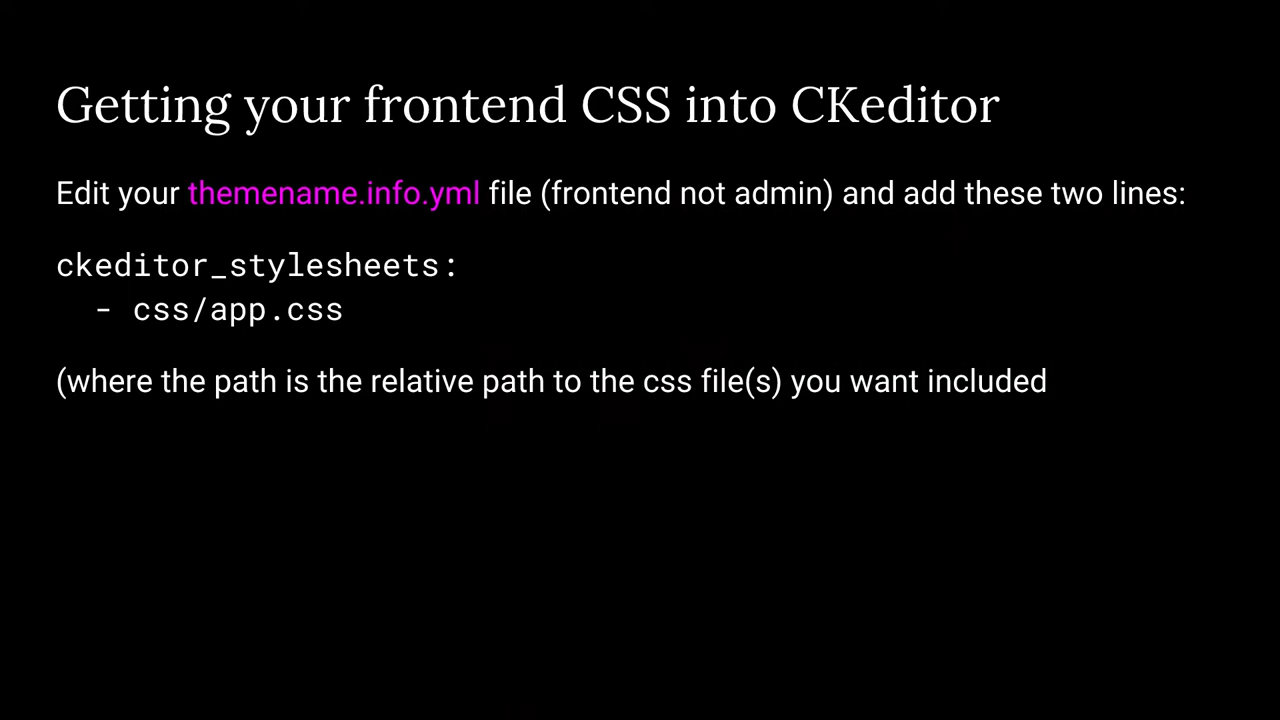 Getting your frontend CSS into CKeditor
Edit your themename.info.yml file (frontend not admin) and add these two lines:
ckeditor_stylesheets:
  - css/app.css
(where the path is the relative path to the css file(s) you want included